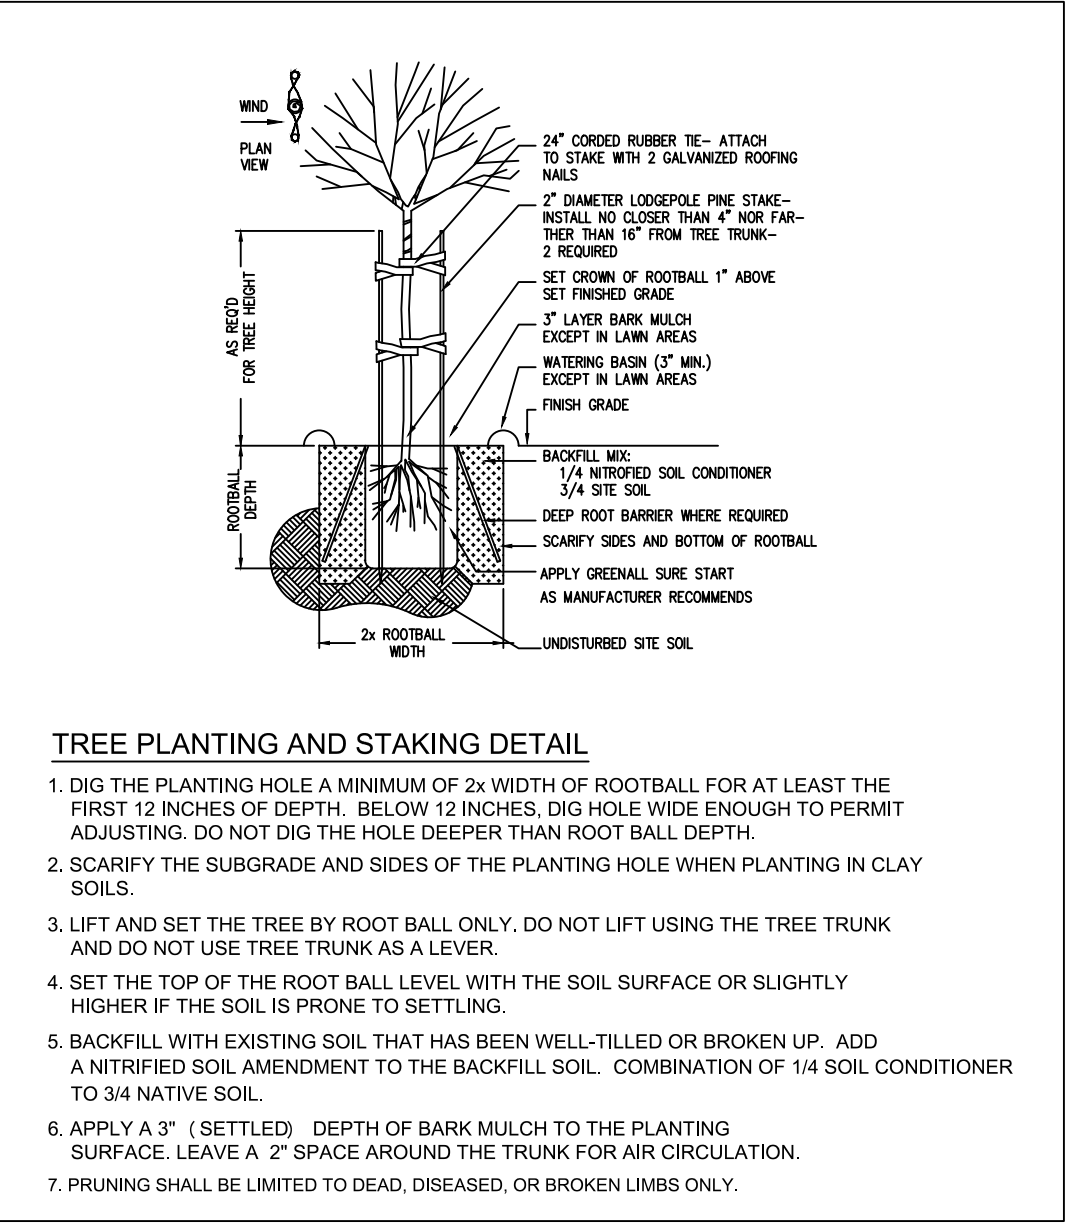 WIND
PLAN
VIEW
24" CORDED RUBBER TIE– ATTACH
TO STAKE WITH 2 GALVANIZED ROOFING
NAILS
2" DIAMETER LODGEPOLE PINE STAKE–
INSTALL NO CLOSER THAN 4" NOR FAR–
THER THAN 16" FROM TREE TRUNK–
2 REQUIRED
SET CROWN OF ROOTBALL 1" ABOVE
SET FINISHED GRADE
3" LAYER BARK MULCH
EXCEPT IN LAWN AREAS
WATERING BASIN (3" MIN.)
EXCEPT IN LAWN AREAS
FINISH GRADE
AS REQ'D
FOR TREE HEIGHT
ROOTBALL
DEPTH
BACKFILL MIX:
1/4 NITROFIED SOIL CONDITIONER
3/4 SITE SOIL
DEEP ROOT BARRIER WHERE REQUIRED
SCARIFY SIDES AND BOTTOM OF ROOTBALL
APPLY GREENALL SURE START
AS MANUFACTURER RECOMMENDS
UNDISTURBED SITE SOIL
2x ROOTBALL
WIDTH
TREE PLANTING AND STAKING DETAIL
1. DIG THE PLANTING HOLE A MINIMUM OF 2x WIDTH OF ROOTBALL FOR AT LEAST THE
FIRST 12 INCHES OF DEPTH. BELOW 12 INCHES, DIG HOLE WIDE ENOUGH TO PERMIT
ADJUSTING. DO NOT DIG THE HOLE DEEPER THAN ROOT BALL DEPTH.
2. SCARIFY THE SUBGRADE AND SIDES OF THE PLANTING HOLE WHEN PLANTING IN CLAY
SOILS.
3. LIFT AND SET THE TREE BY ROOT BALL ONLY. DO NOT LIFT USING THE TREE TRUNK
AND DO NOT USE TREE TRUNK AS A LEVER.
4. SET THE TOP OF THE ROOT BALL LEVEL WITH THE SOIL SURFACE OR SLIGHTLY
HIGHER IF THE SOIL IS PRONE TO SETTLING.
5. BACKFILL WITH EXISTING SOIL THAT HAS BEEN WELL-TILLED OR BROKEN UP. ADD
A NITRIFIED SOIL AMENDMENT TO THE BACKFILL SOIL. COMBINATION OF 1/4 SOIL CONDITIONER
TO 3/4 NATIVE SOIL.
6. APPLY A 3" (SETTLED) DEPTH OF BARK MULCH TO THE PLANTING
SURFACE. LEAVE A 2" SPACE AROUND THE TRUNK FOR AIR CIRCULATION.
7. PRUNING SHALL BE LIMITED TO DEAD, DISEASED, OR BROKEN LIMBS ONLY.